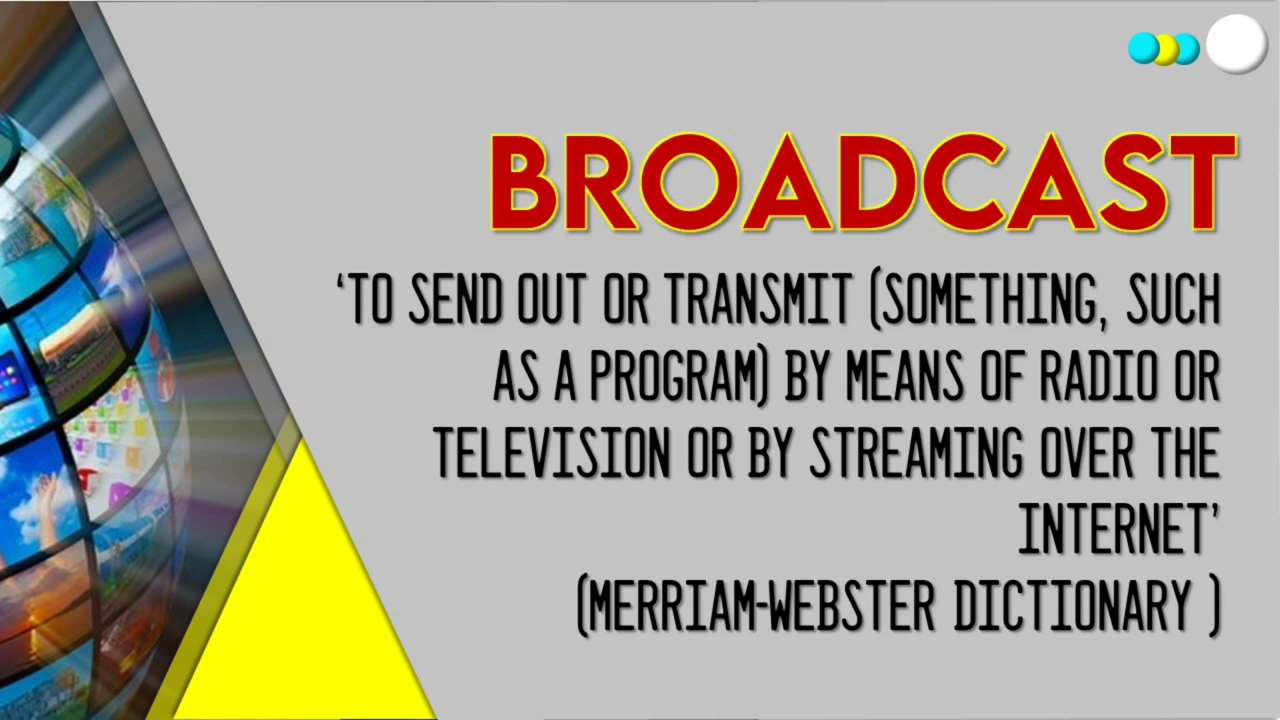 BROADCAST
‘TO SEND OUT OR TRANSMIT (SOMETHING, SUCH
AS A PROGRAM) BY MEANS OF RADIO OR
TELEVISION OR BY STREAMING OVER THE
INTERNET’
(MERRIAM-WEBSTER DICTIONARY )